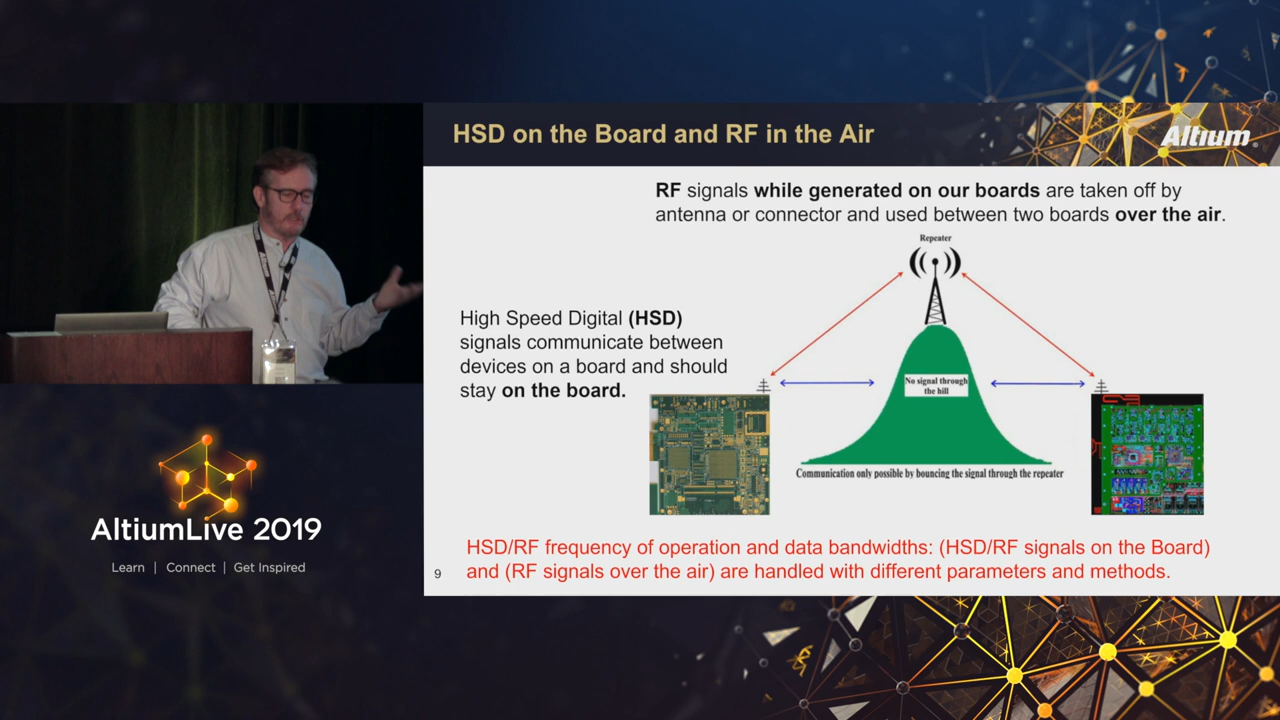 HSD on the Board and RF in the Air
Altium®
RF signals while generated on our boards are taken off by
antenna or connector and used between two boards over the air.
Repeater
High Speed Digital (HSD)
signals communicate between
devices on a board and should
stay on the board.
No signal through
the hill
Communication only possible by bouncing the signal through the repeater
HSD/RF frequency of operation and data bandwidths: (HSD/RF signals on the Board)
and (RF signals over the air) are handled with different parameters and methods.
9
AltiumLive 2019
Learn | Connect | Get Inspired